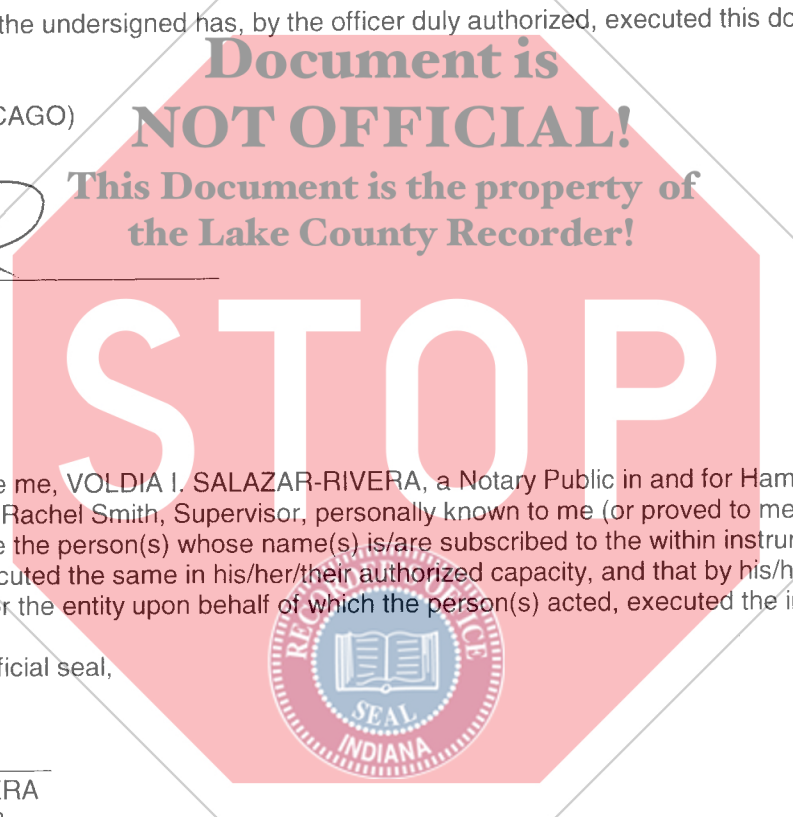 the undersigned has, by the officer duly authorized, executed this do
Document is
CAGO)
NOT OFFICIAL!
This Document is the property of
the Lake County Recorder!
STOP
e me, VOLDIA I. SALAZAR-RIVERA, a Notary Public in and for Ham
Rachel Smith, Supervisor, personally known to me (or proved to me
e the person(s) whose name(s) is/are subscribed to the within instru
cuted the same in his/her/their authorized capacity, and that by his/h
r the entity upon behalf of which the person(s) acted, executed the i
RECORDER'S OFFICE
ficial seal,
SEAL
INDIANA
ERA